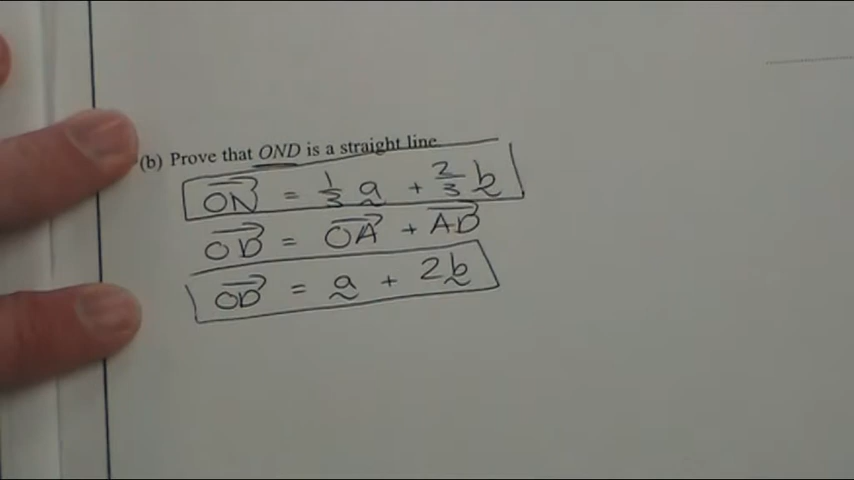 (b) Prove that OND is a straight line.
ON⃗ = 1/3 a̰ + 2/3 b̰
OD⃗ = OA⃗ + AD⃗
OD⃗ = a̰ + 2b̰